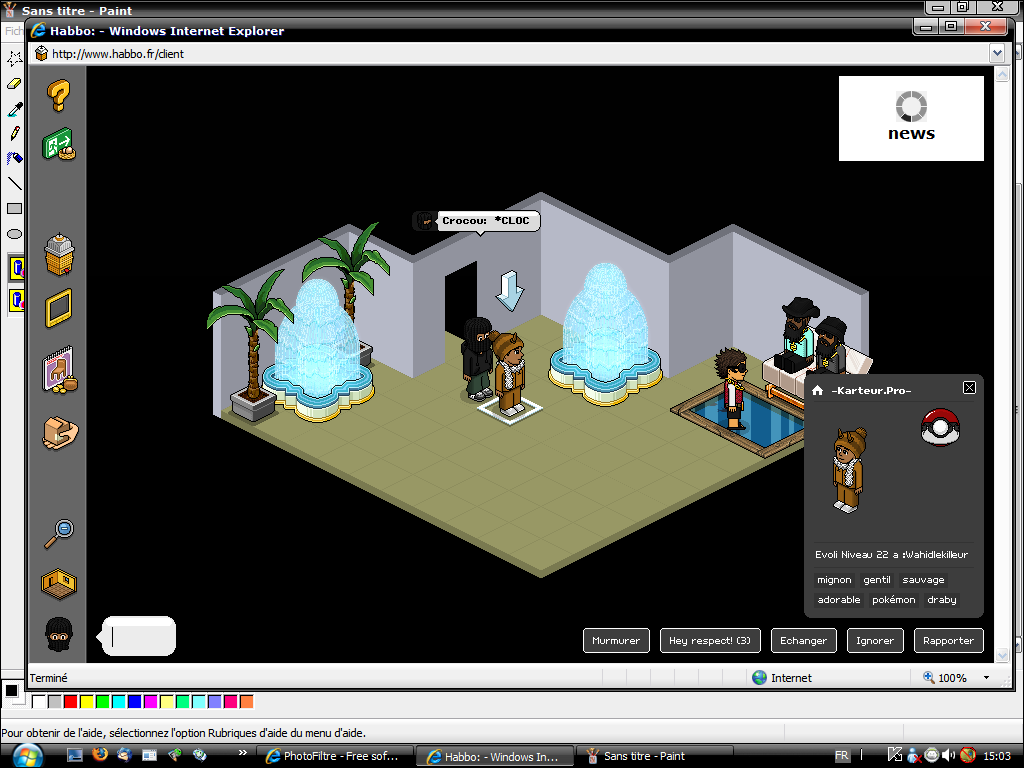 Sans titre - Paint
Fich
Habbo: - Windows Internet Explorer
http://www.habbo.fr/client
news
Crocou: *CLOC
-Karteur.Pro-
Evoli Niveau 22 a :Wahidlekilleur
mignon gentil sauvage
adorable pokémon draby
Murmurer Hey respect! (3) Echanger Ignorer Rapporter
Terminé Internet 100%
Pour obtenir de l'aide, sélectionnez l'option Rubriques d'aide du menu d'aide.
PhotoFiltre - Free sof... Habbo: - Windows In... Sans titre - Paint FR 15:03